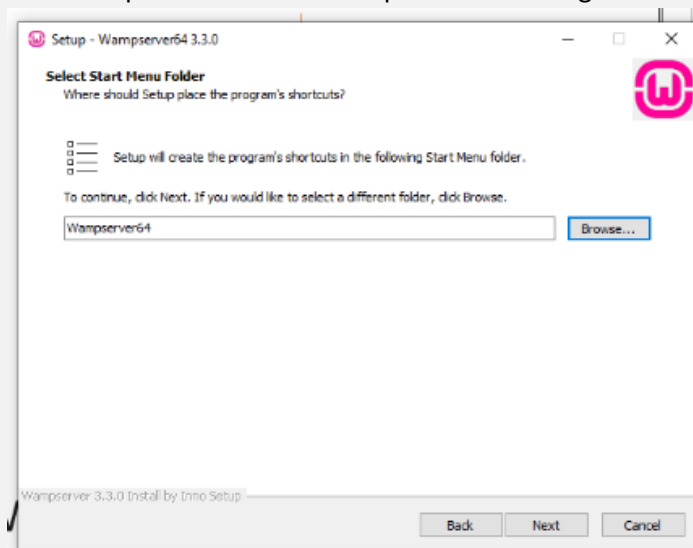 Setup - Wampserver64 3.3.0
Select Start Menu Folder
Where should Setup place the program's shortcuts?
Setup will create the program's shortcuts in the following Start Menu folder.
To continue, click Next. If you would like to select a different folder, click Browse.
Wampserver64
Browse...
Wampserver 3.3.0 Install by Inno Setup
Back Next Cancel